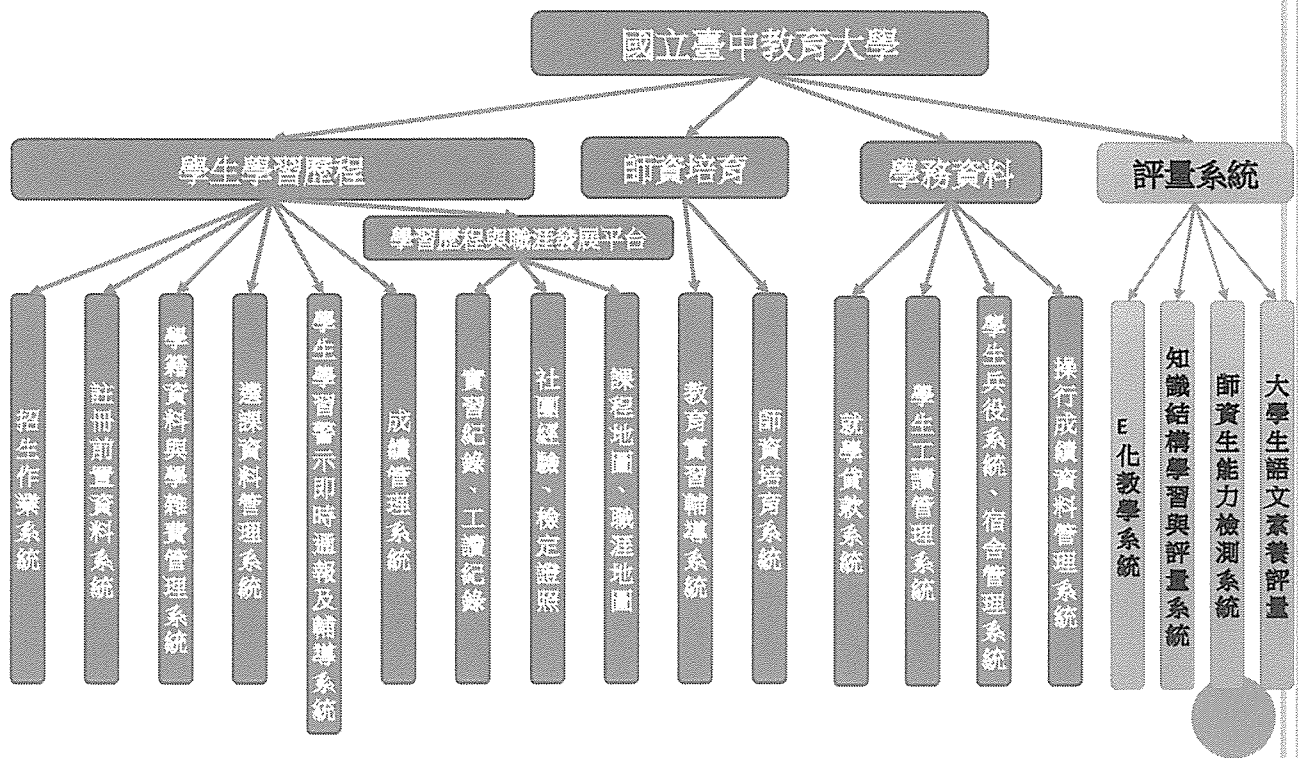 國立臺中教育大學
學生學習歷程
師資培育
學務資料
評量系統
學習歷程與職涯發展平台
招生作業系統
註冊前置資料系統
學籍資料與學雜費管理系統
選課資料管理系統
學生學習警示即時通報及輔導系統
成績管理系統
實習紀錄、工讀紀錄
社團經驗、檢定證照
課程地圖、職涯地圖
教育實習輔導系統
師資培育系統
就學貸款系統
學生工讀管理系統
學生兵役系統、宿舍管理系統
操行成績資料管理系統
E化教學系統
知識結構學習與評量系統
師資生能力檢測系統
大學生語文素養評量